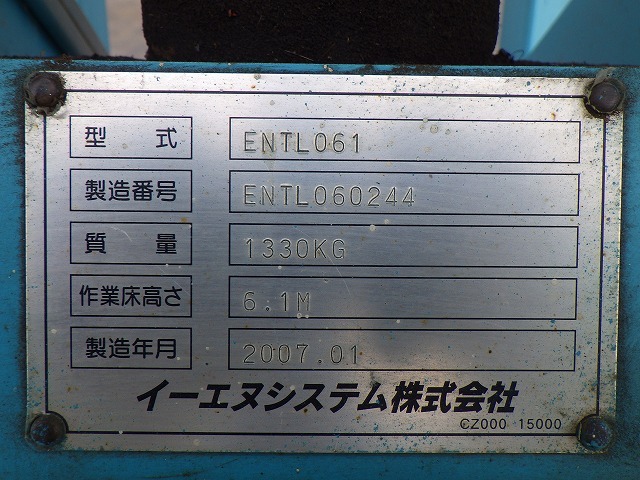 型 式 ENTL061
製造番号 ENTL060244
質 量 1330KG
作業床高さ 6.1M
製造年月 2007.01
イーエヌシステム株式会社
CZ000 15000